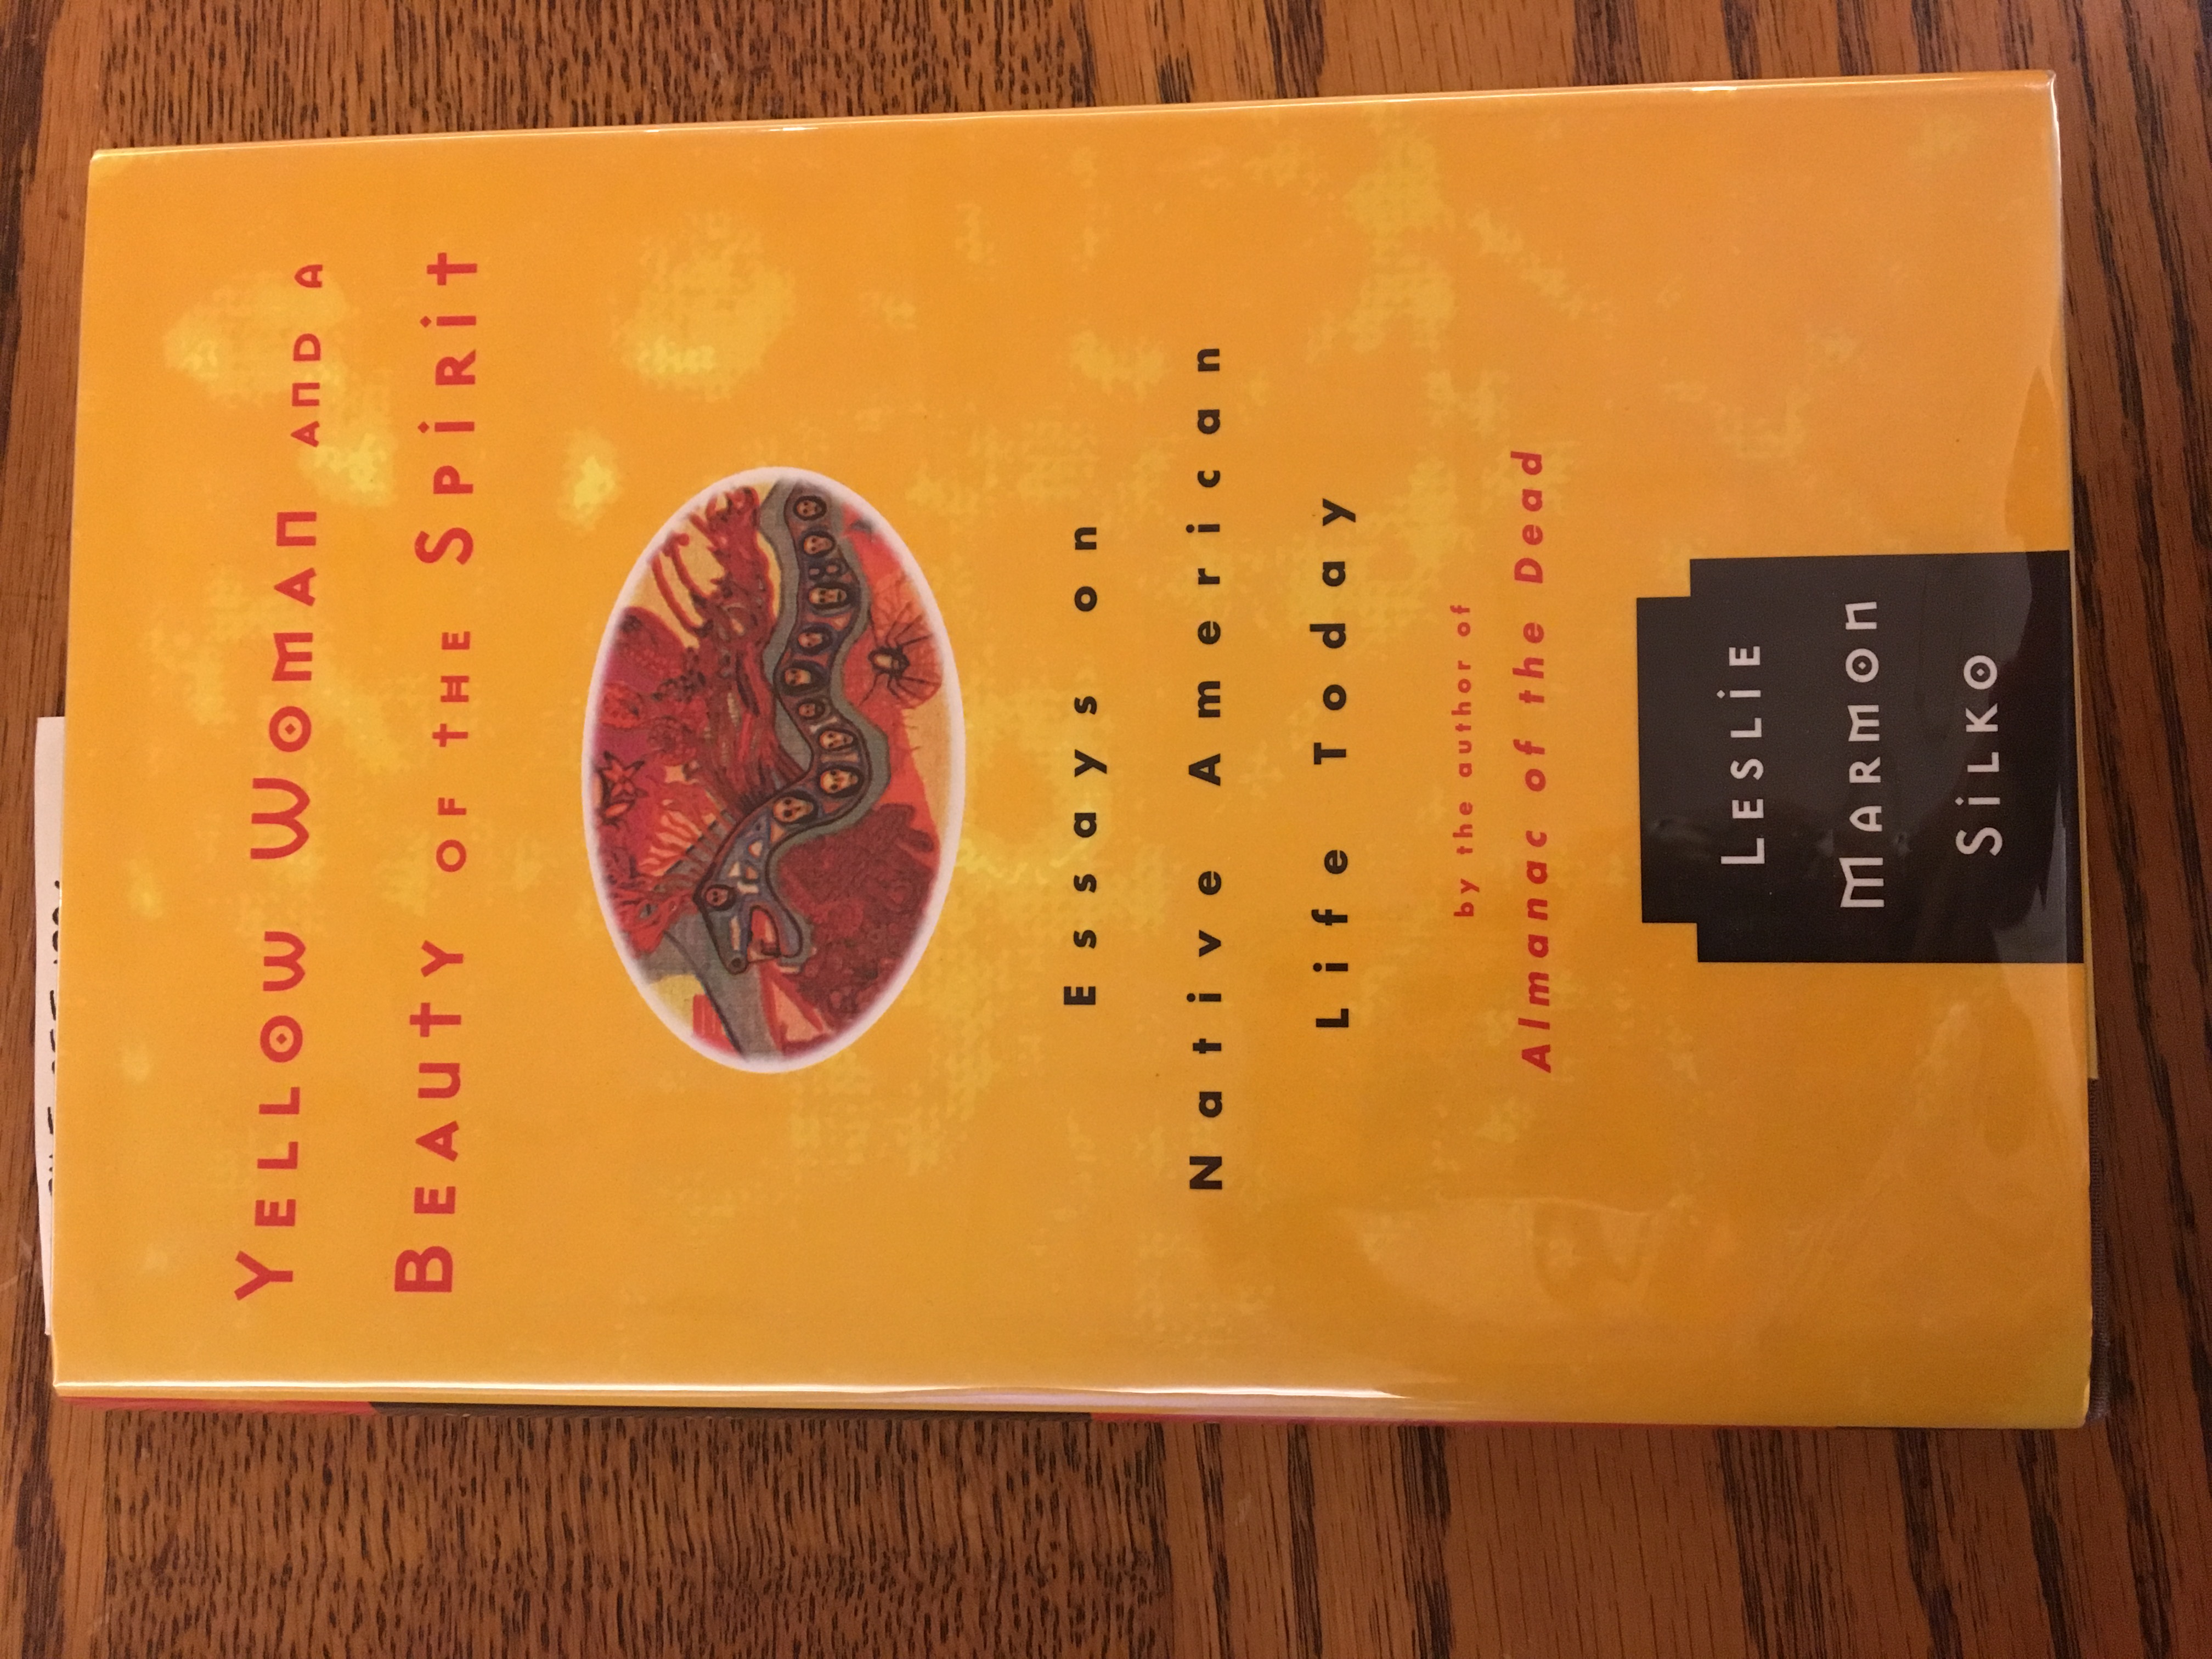 Yellow Woman and a
Beauty of the Spirit
Essays on
Native American
Life Today
by the author of
Almanac of the Dead
Leslie
Marmon
Silko